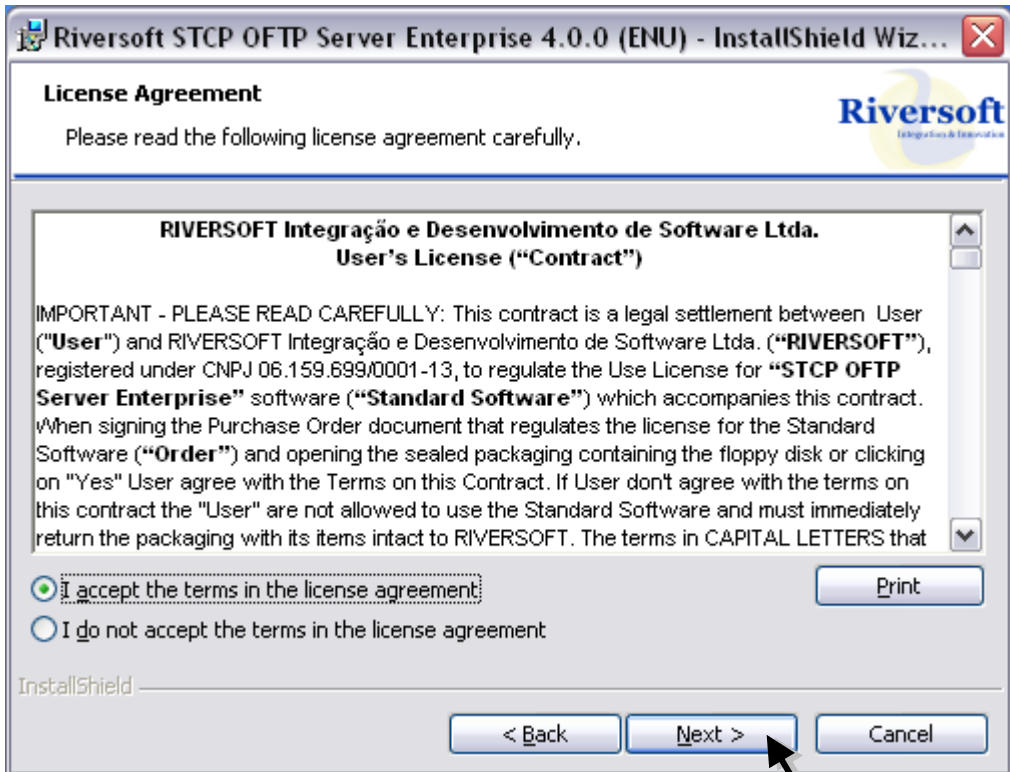 Riversoft STCP OFTP Server Enterprise 4.0.0 (ENU) - InstallShield Wiz...
License Agreement
Please read the following license agreement carefully.
Riversoft
Integration & Innovation
RIVERSOFT Integração e Desenvolvimento de Software Ltda.
User's License (“Contract”)
IMPORTANT - PLEASE READ CAREFULLY: This contract is a legal settlement between User
("User") and RIVERSOFT Integração e Desenvolvimento de Software Ltda. (“RIVERSOFT”),
registered under CNPJ 06.159.699/0001-13, to regulate the Use License for “STCP OFTP
Server Enterprise” software (“Standard Software”) which accompanies this contract.
When signing the Purchase Order document that regulates the license for the Standard
Software (“Order”) and opening the sealed packaging containing the floppy disk or clicking
on "Yes" User agree with the Terms on this Contract. If User don't agree with the terms on
this contract the "User" are not allowed to use the Standard Software and must immediately
return the packaging with its items intact to RIVERSOFT. The terms in CAPITAL LETTERS that
I accept the terms in the license agreement
Print
I do not accept the terms in the license agreement
InstallShield
< Back
Next >
Cancel